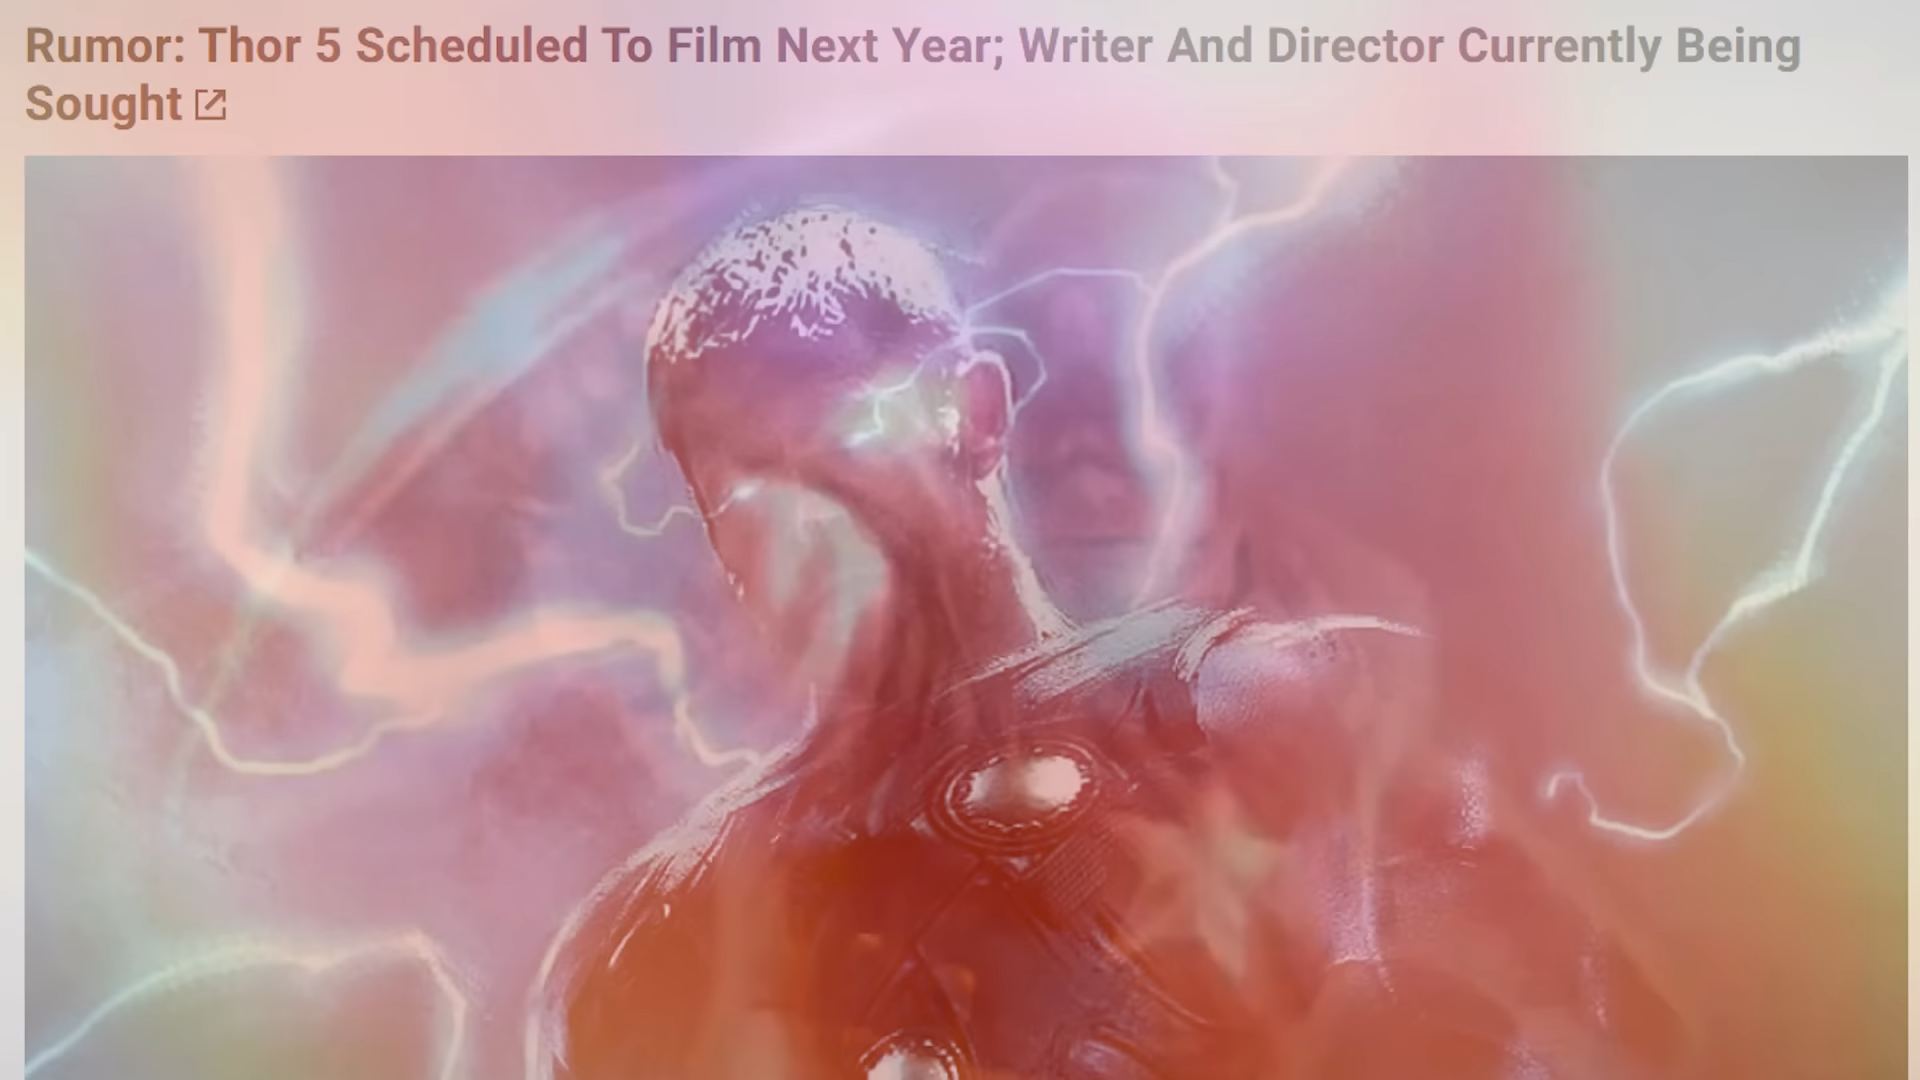 Rumor: Thor 5 Scheduled To Film Next Year; Writer And Director Currently Being
Sought